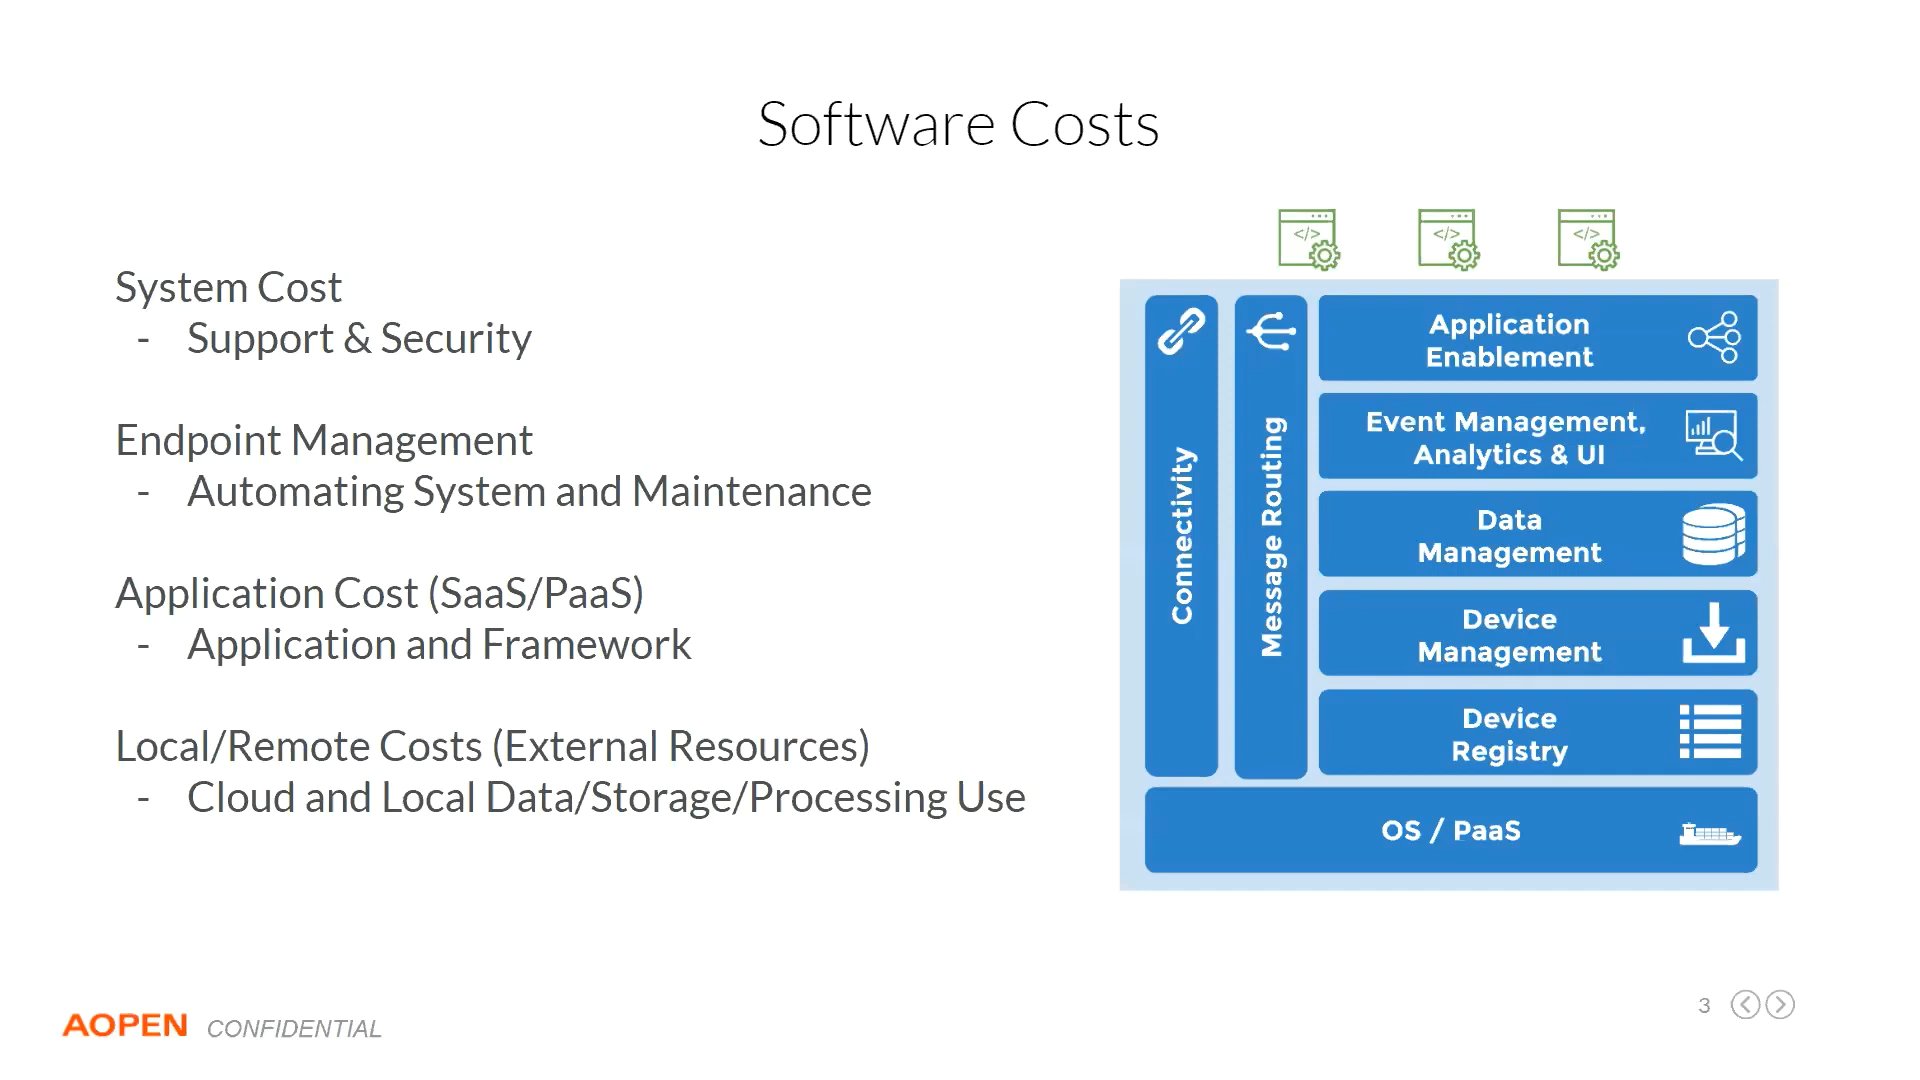 Software Costs
System Cost
- Support & Security
Endpoint Management
- Automating System and Maintenance
Application Cost (SaaS/PaaS)
- Application and Framework
Local/Remote Costs (External Resources)
- Cloud and Local Data/Storage/Processing Use
</>
</>
</>
Connectivity
Message Routing
Application
Enablement
Event Management,
Analytics & UI
Data
Management
Device
Management
Device
Registry
OS / PaaS
AOPEN CONFIDENTIAL
3